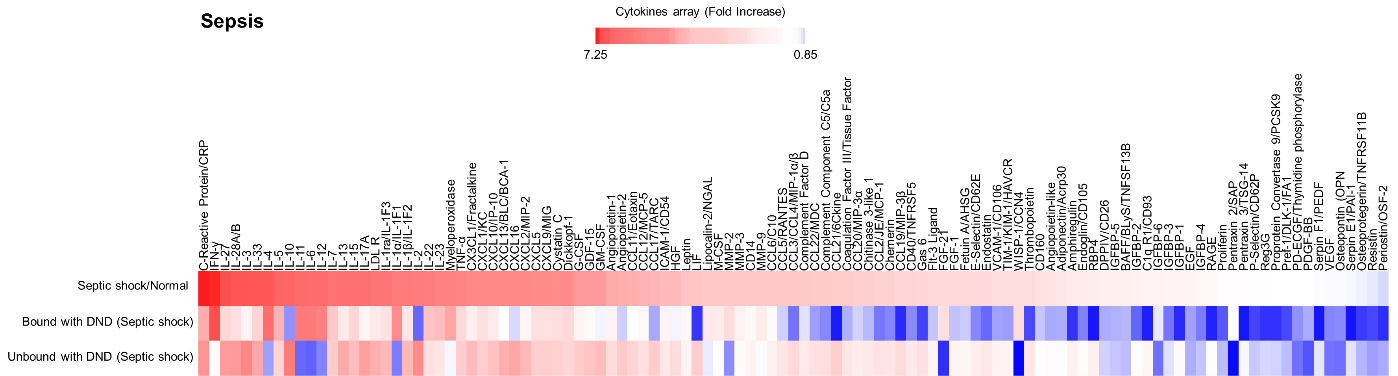 Sepsis
Cytokines array (Fold Increase)
7.25
0.85
C-Reactive Protein/CRP
IFN-γ
IL-27
IL-28A/B
IL-3
IL-33
IL-4
IL-5
IL-10
IL-11
IL-6
IL-12
IL-7
IL-13
IL-15
IL-17A
LDL R
IL-1ra/IL-1F3
IL-1α/IL-1F1
IL-1β/IL-1F2
IL-2
IL-22
IL-23
Myeloperoxidase
TNF-α
CX3CL1/Fractalkine
CXCL1/KC
CXCL10/IP-10
CXCL13/BLC/BCA-1
CXCL16
CXCL2/MIP-2
CXCL5
CXCL9/MIG
Cystatin C
Dickkopf-1
G-CSF
GDF-15
GM-CSF
Angiopoietin-1
Angiopoietin-2
CCL11/Eotaxin
CCL12/MCP-5
CCL17/TARC
ICAM-1/CD54
HGF
Leptin
LIF
Lipocalin-2/NGAL
M-CSF
MMP-2
MMP-3
CD14
MMP-9
CCL6/C10
CCL5/RANTES
CCL3/CCL4/MIP-1α/β
Complement Factor D
CCL22/MDC
Complement Component C5/C5a
CCL21/6Ckine
Coagulation Factor III/Tissue Factor
CCL20/MIP-3α
Chitinase 3-like 1
CCL2/JE/MCP-1
Chemerin
CCL19/MIP-3β
CD40/TNFRSF5
Gas 6
Flt-3 Ligand
FGF-21
FGF-1
Fetuin A/AHSG
E-Selectin/CD62E
Endostatin
VCAM-1/CD106
TIM-1/KIM-1/HAVCR
WISP-1/CCN4
Thrombopoietin
CD160
Angiopoietin-like
Adiponectin/Acrp30
Amphiregulin
Endoglin/CD105
RBP4
DPPIV/CD26
IGFBP-5
BAFF/BLyS/TNFSF13B
IGFBP-2
C1q R1/CD93
IGFBP-6
IGFBP-3
IGFBP-1
EGF
IGFBP-4
RAGE
Proliferin
Pentraxin 2/SAP
Pentraxin 3/TSG-14
P-Selectin/CD62P
Reg3G
Proprotein Convertase 9/PCSK9
Pref-1/DLK-1/FA1
PD-ECGF/Thymidine phosphorylase
PDGF-BB
Serpin F1/PEDF
VEGF
Osteopontin (OPN
Serpin E1/PAI-1
Osteoprotegerin/TNFRSF11B
Resistin
Periostin/OSF-2
Septic shock/Normal
Bound with DND (Septic shock)
Unbound with DND (Septic shock)